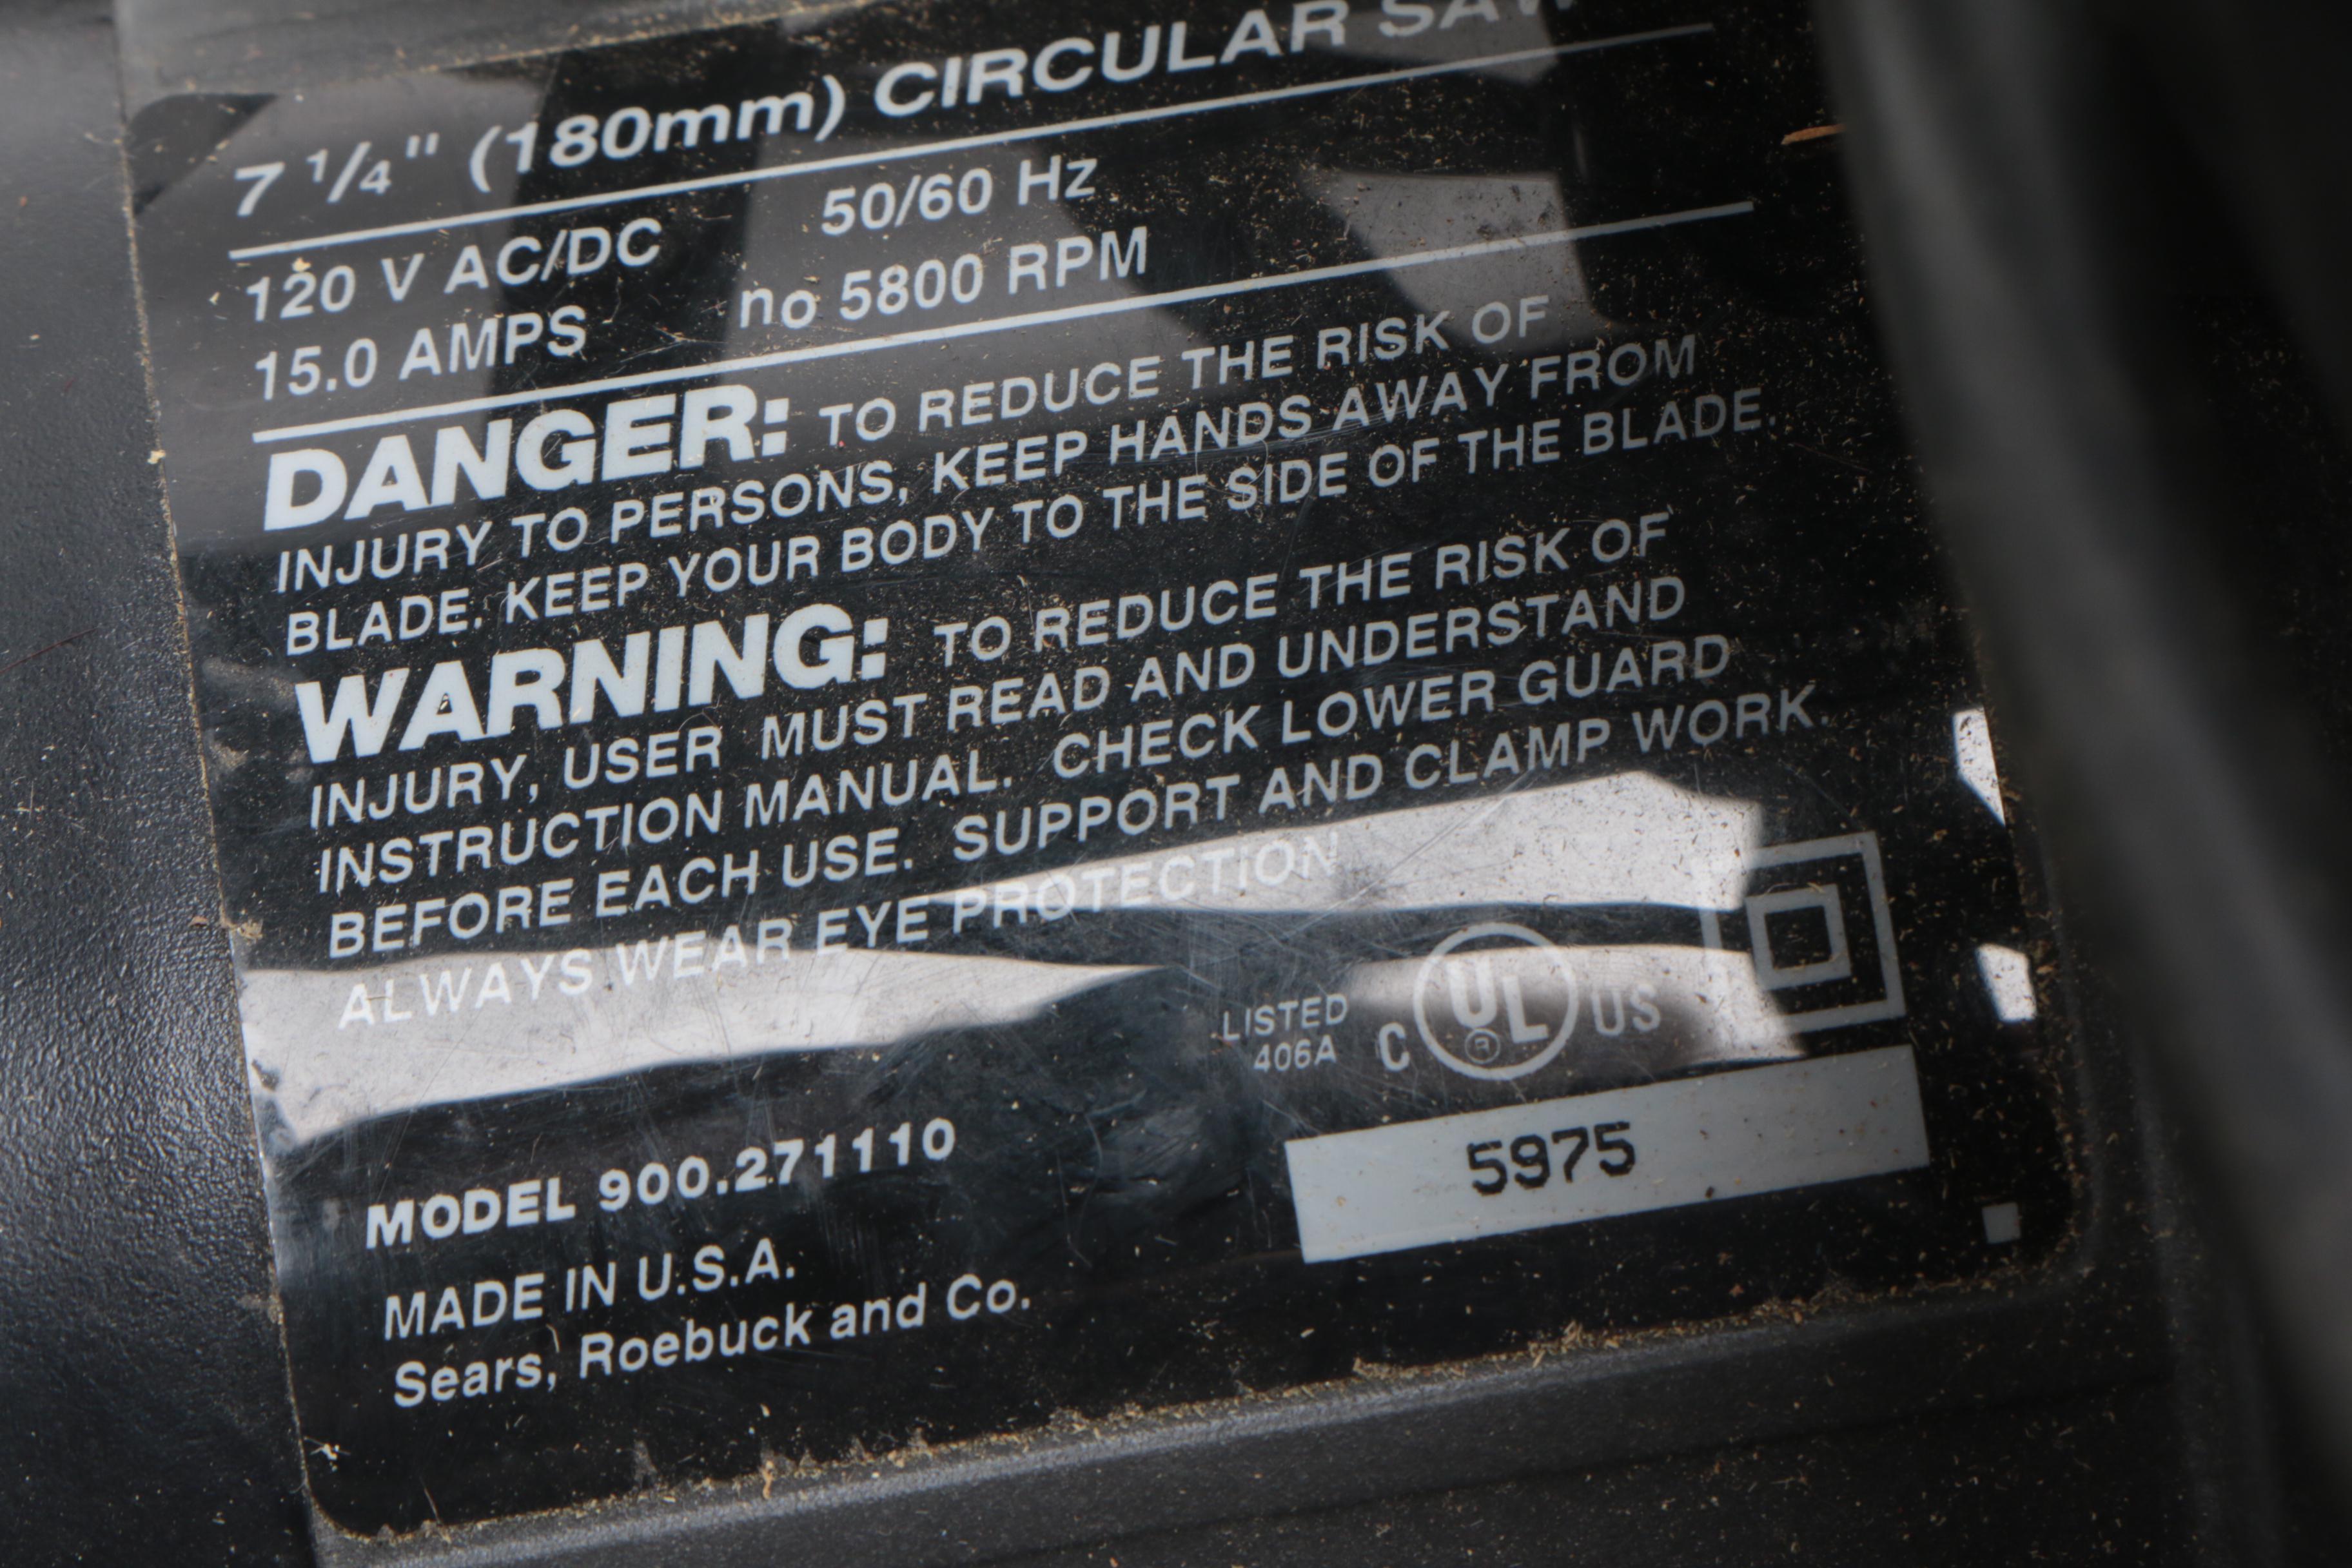 7 1/4" (180mm) CIRCULAR SAW
120 V AC/DC 50/60 Hz
15.0 AMPS no 5800 RPM
DANGER: TO REDUCE THE RISK OF
INJURY TO PERSONS, KEEP HANDS AWAY FROM
BLADE. KEEP YOUR BODY TO THE SIDE OF THE BLADE.
WARNING: TO REDUCE THE RISK OF
INJURY, USER MUST READ AND UNDERSTAND
INSTRUCTION MANUAL. CHECK LOWER GUARD
BEFORE EACH USE. SUPPORT AND CLAMP WORK.
ALWAYS WEAR EYE PROTECTION
LISTED
406A
C UL® US
5975
MODEL 900.271110
MADE IN U.S.A.
Sears, Roebuck and Co.